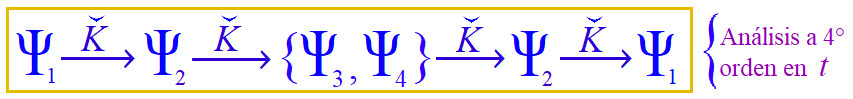 Ψ₁ —Ǩ→ Ψ₂ —Ǩ→ {Ψ₃, Ψ₄} —Ǩ→ Ψ₂ —Ǩ→ Ψ₁
{ Análisis a 4°
orden en t